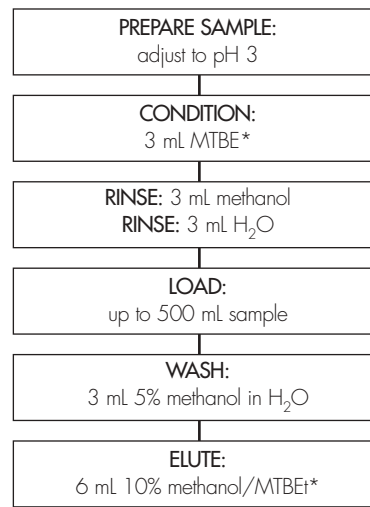 PREPARE SAMPLE:
adjust to pH 3
CONDITION:
3 mL MTBE*
RINSE: 3 mL methanol
RINSE: 3 mL H₂O
LOAD:
up to 500 mL sample
WASH:
3 mL 5% methanol in H₂O
ELUTE:
6 mL 10% methanol/MTBEt*